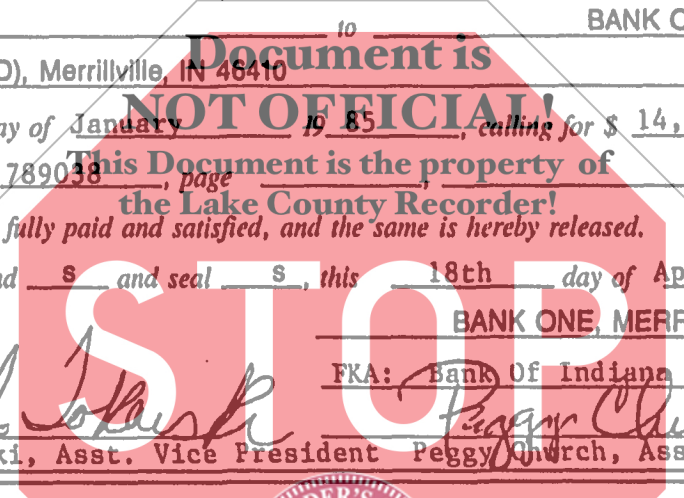 to BANK O
Document is
D), Merrillville, IN 46410
NOT OFFICIAL!
ay of January 19 85, calling for $ 14,
This Document is the property of
789038, page ,
the Lake County Recorder!
fully paid and satisfied, and the same is hereby released.
nd s and seal s, this 18th day of Ap
STOP
BANK ONE, MERR
FKA: Bank Of Indiana
ki, Asst. Vice President Peggy Church, Ass
DER'S